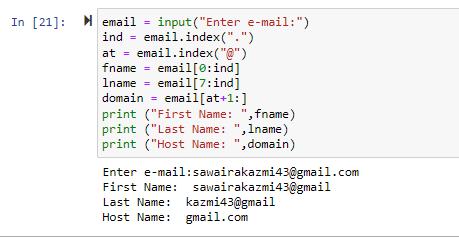 In [21]:
email = input("Enter e-mail:")
ind = email.index(".")
at = email.index("@")
fname = email[0:ind]
lname = email[7:ind]
domain = email[at+1:]
print ("First Name: ",fname)
print ("Last Name: ",lname)
print ("Host Name: ",domain)
Enter e-mail:sawairakazmi43@gmail.com
First Name:  sawairakazmi43@gmail
Last Name:  kazmi43@gmail
Host Name:  gmail.com